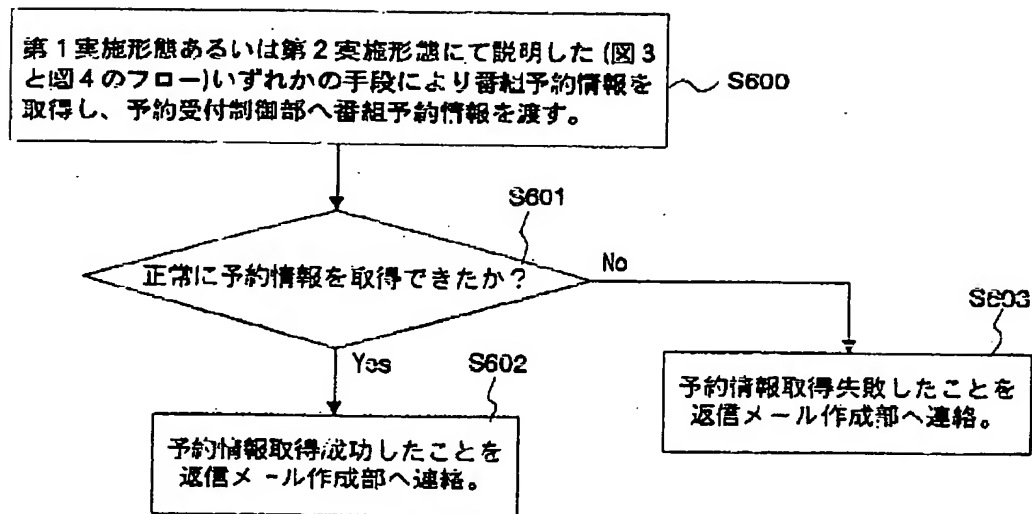 第1実施形態あるいは第2実施形態にて説明した(図3
と図4のフロー)いずれかの手段により番組予約情報を
取得し、予約受付制御部へ番組予約情報を渡す。
S600
S601
正常に予約情報を取得できたか？
No
S603
Yes
S602
予約情報取得失敗したことを
返信メール作成部へ連絡。
予約情報取得成功したことを
返信メール作成部へ連絡。